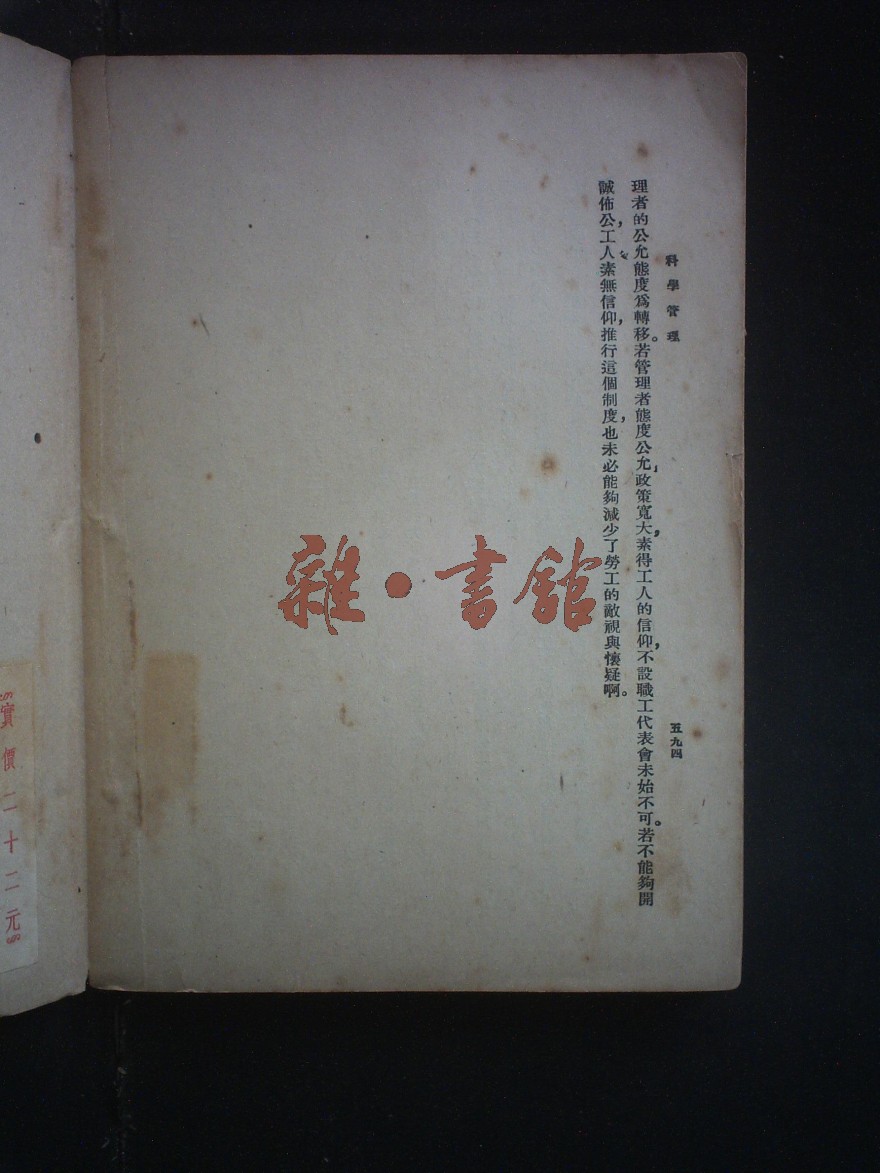 科學管理
五九四
理者的公允態度爲轉移。若管理者態度公允，政策寬大，素得工人的信仰，不設職工代表會未始不可。若不能夠開
誠佈公，工人素無信仰，推行這個制度，也未必能夠減少了勞工的敵視與懷疑啊。
雜·書館
實價二十二元